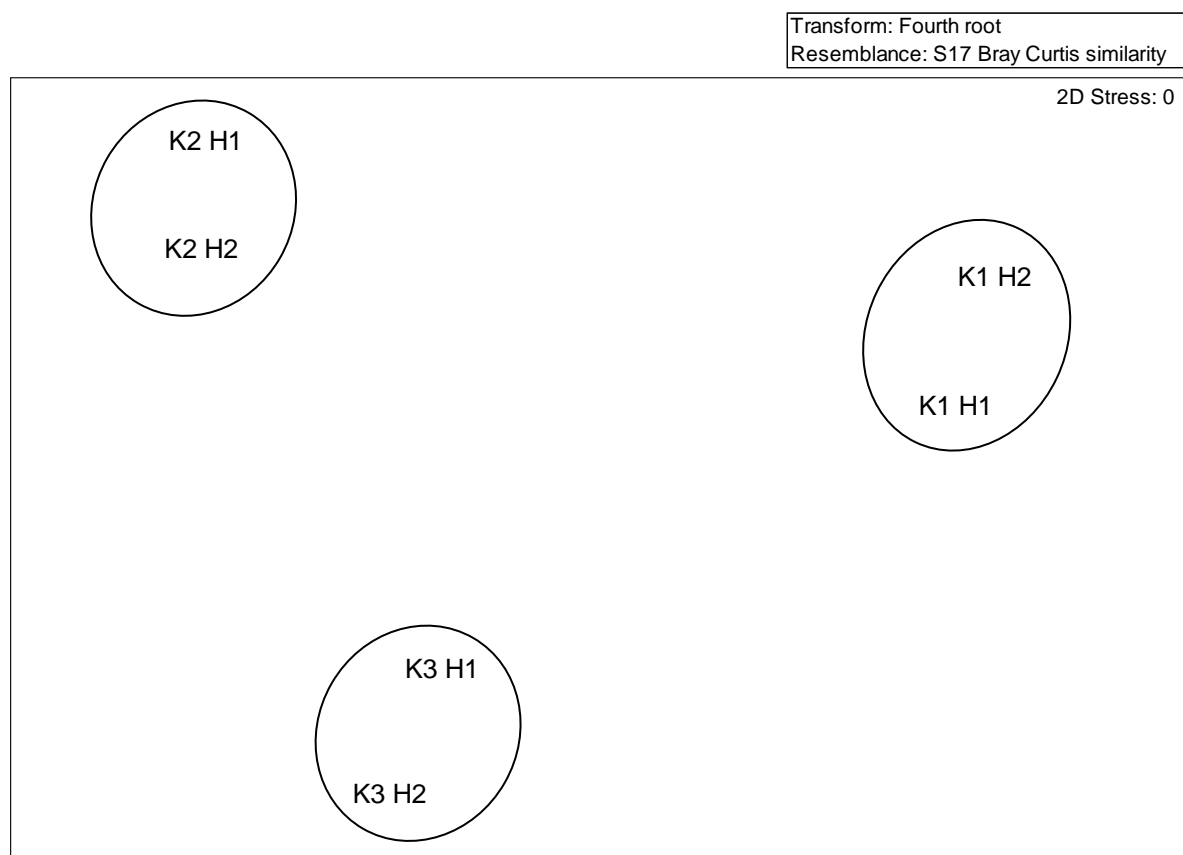 Transform: Fourth root
Resemblance: S17 Bray Curtis similarity
2D Stress: 0
K2 H1
K2 H2
K1 H2
K1 H1
K3 H1
K3 H2